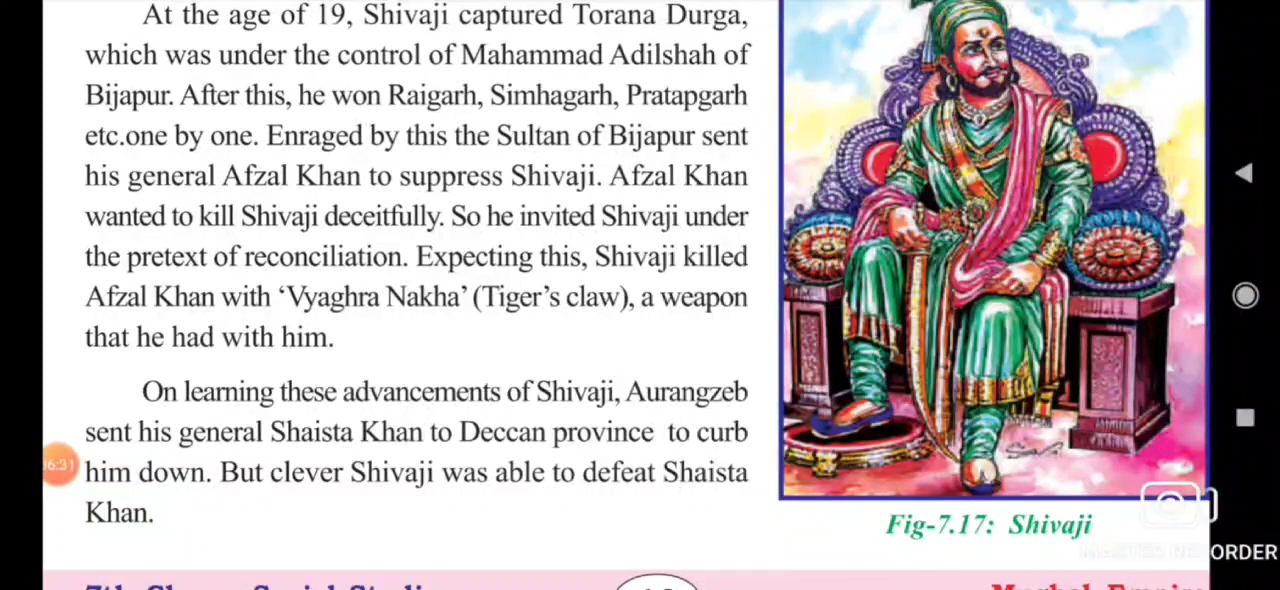 At the age of 19, Shivaji captured Torana Durga,
which was under the control of Mahammad Adilshah of
Bijapur. After this, he won Raigarh, Simhagarh, Pratapgarh
etc.one by one. Enraged by this the Sultan of Bijapur sent
his general Afzal Khan to suppress Shivaji. Afzal Khan
wanted to kill Shivaji deceitfully. So he invited Shivaji under
the pretext of reconciliation. Expecting this, Shivaji killed
Afzal Khan with ‘Vyaghra Nakha’ (Tiger’s claw), a weapon
that he had with him.
On learning these advancements of Shivaji, Aurangzeb
sent his general Shaista Khan to Deccan province to curb
him down. But clever Shivaji was able to defeat Shaista
Khan.
Fig-7.17: Shivaji
RECORDER